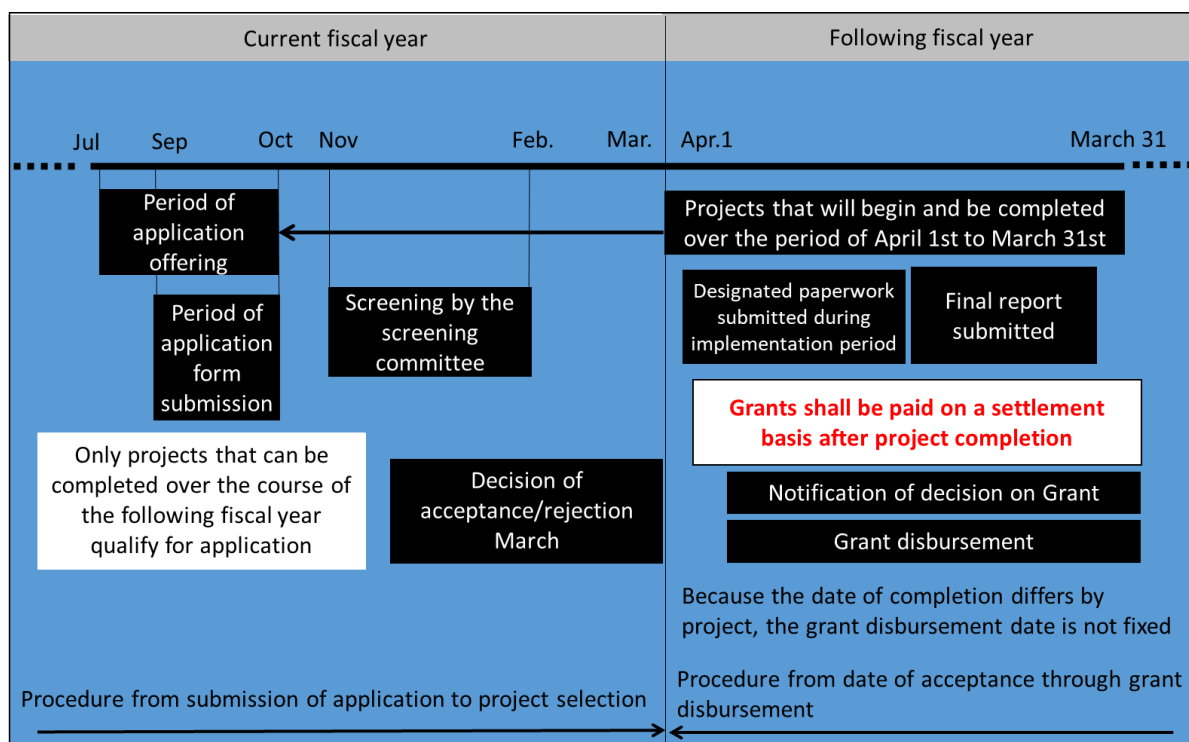 Current fiscal year
Following fiscal year
Jul
Sep
Oct
Nov
Feb.
Mar.
Apr.1
March 31
Period of
application
offering
Projects that will begin and be completed
over the period of April 1st to March 31st
Period of
application
form
submission
Screening by the
screening
committee
Designated paperwork
submitted during
implementation period
Final report
submitted
Grants shall be paid on a settlement
basis after project completion
Only projects that can be
completed over the course of
the following fiscal year
qualify for application
Decision of
acceptance/rejection
March
Notification of decision on Grant
Grant disbursement
Because the date of completion differs by
project, the grant disbursement date is not fixed
Procedure from submission of application to project selection
Procedure from date of acceptance through grant
disbursement